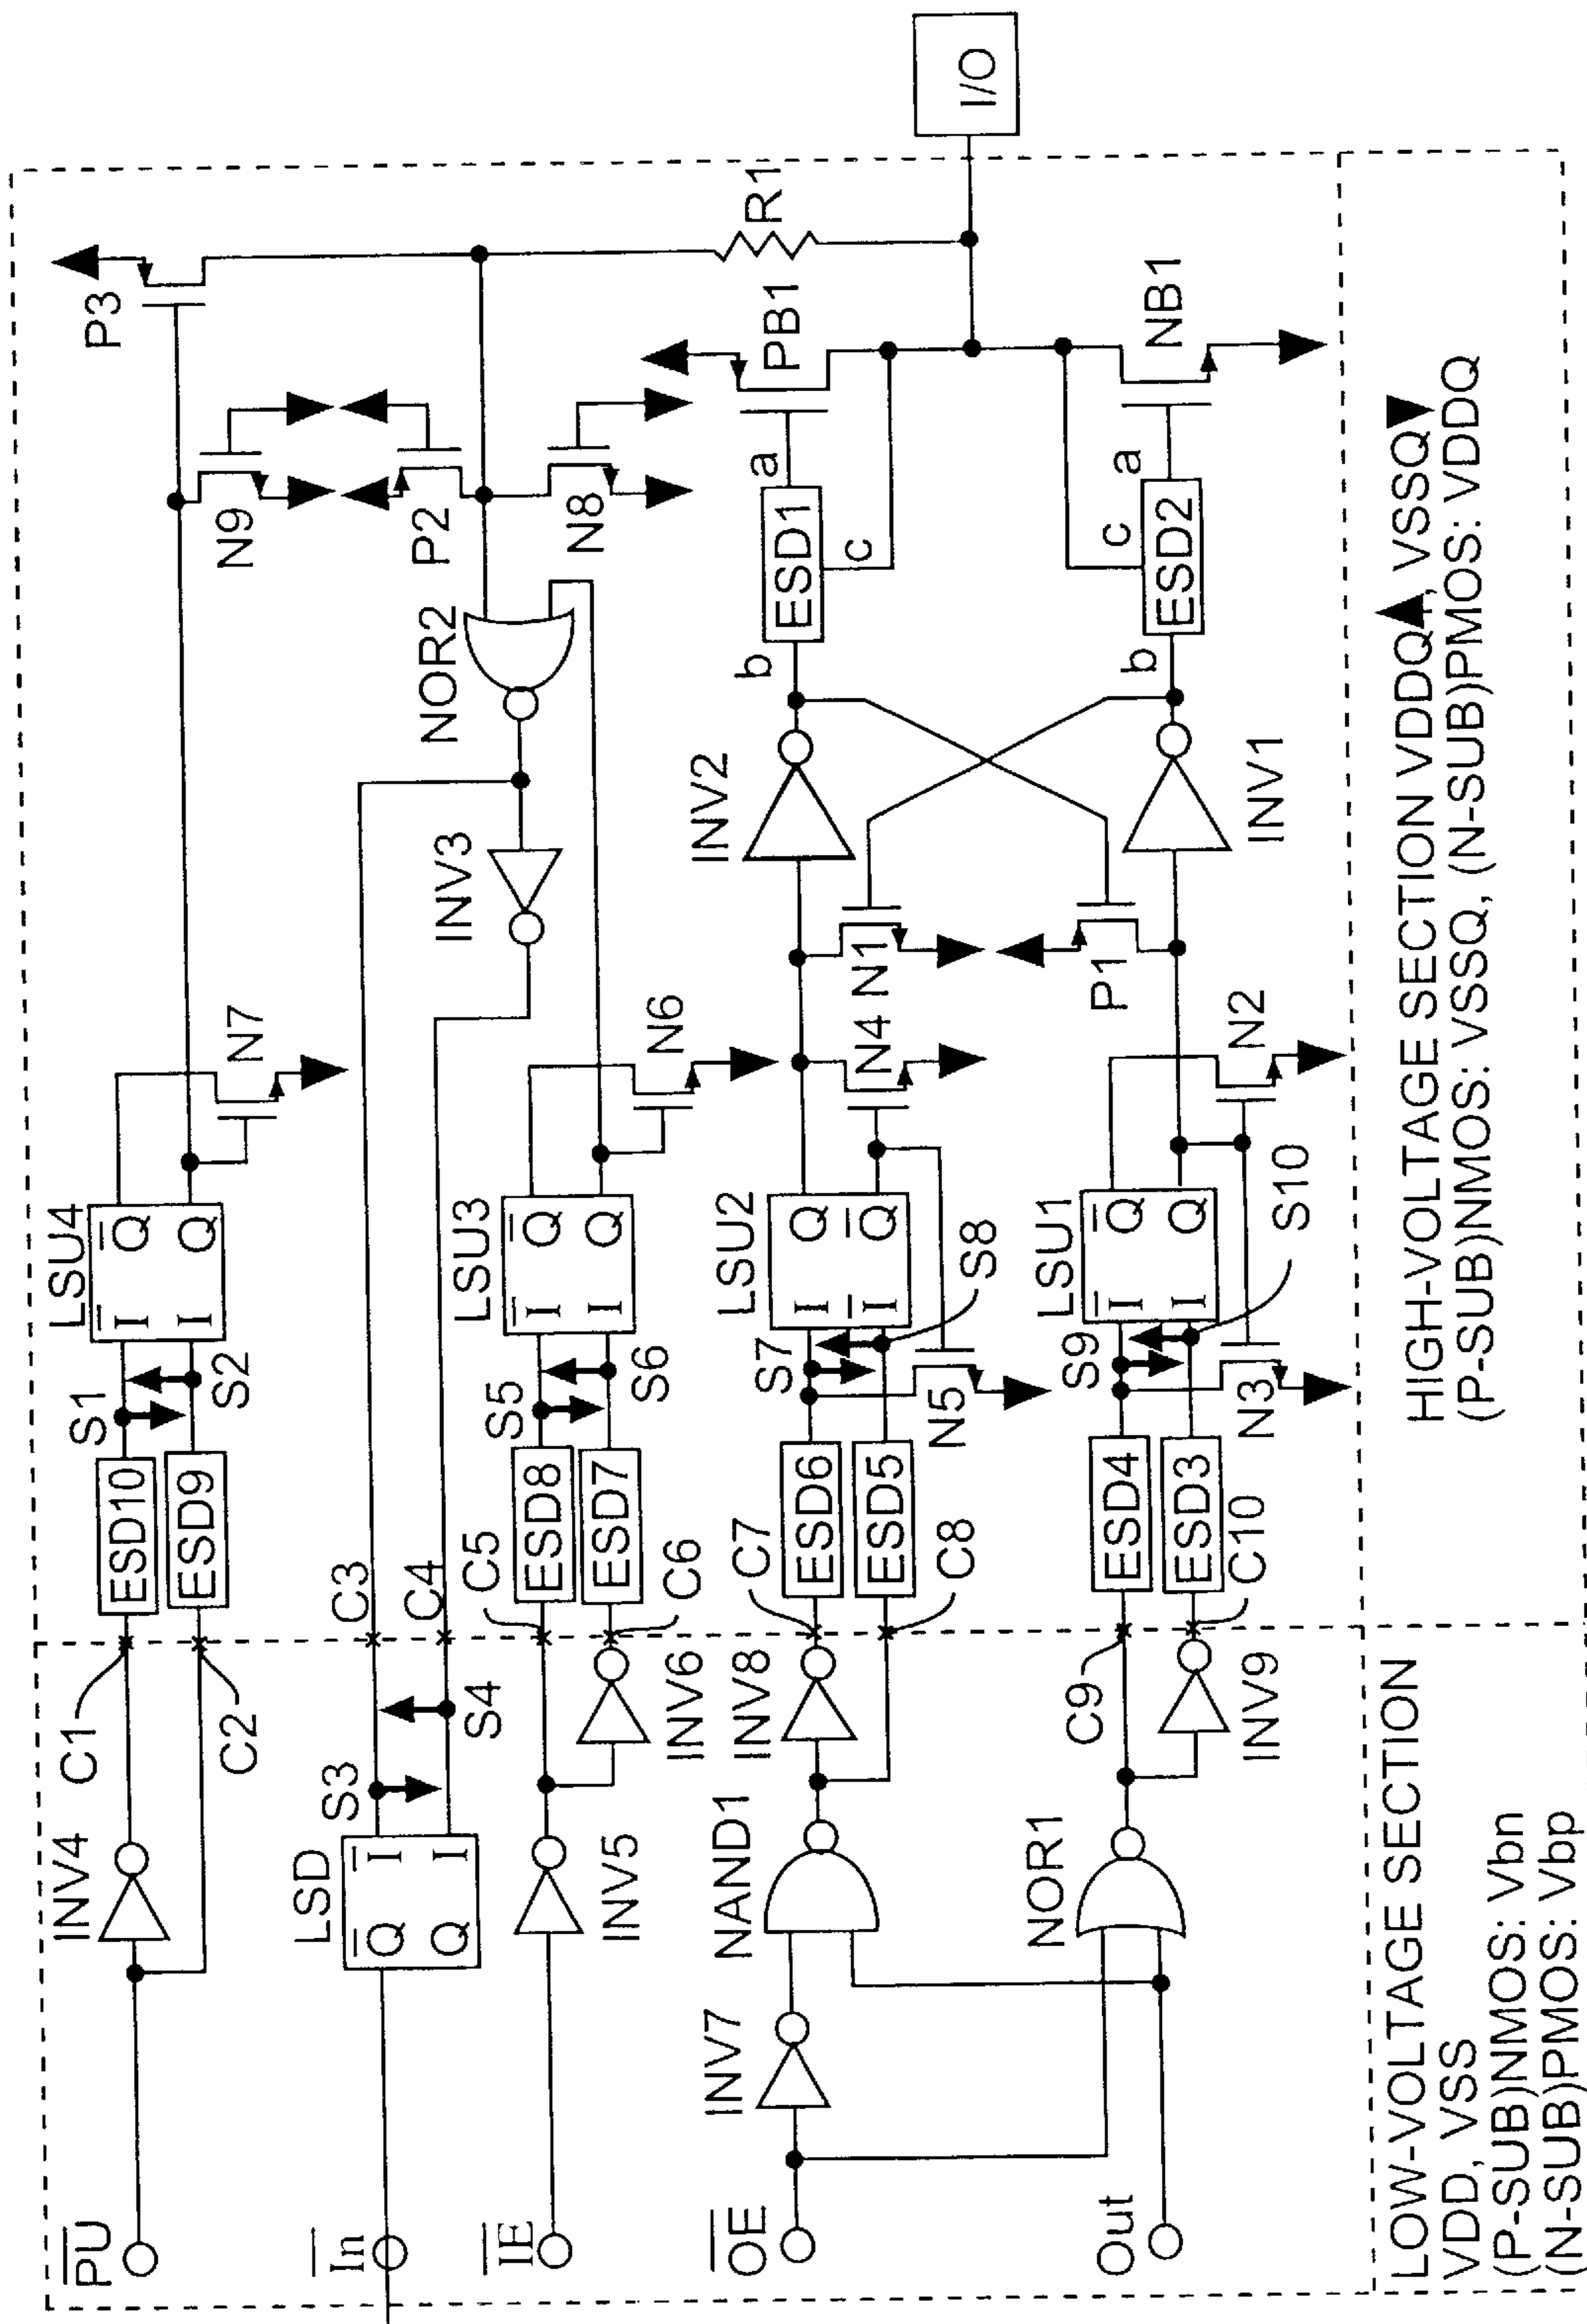 I/O
P3
R1
N9
P2
N8
PB1
NB1
a
ESD1
c
b
a
ESD2
c
b
NOR2
INV3
INV2
INV1
N1
P1
N7
N6
N4
N2
LSU4
I Q
I Q
LSU3
I Q
I Q
LSU2
I Q
I Q
LSU1
I Q
I Q
S1
S2
S5
S6
S7
S8
S9
S10
N5
N3
ESD10
ESD9
ESD8
ESD7
ESD6
ESD5
ESD4
ESD3
C1
C2
C3
C4
C5
C6
C7
C8
C9
C10
INV4
LSD
Q I
Q I
S3
S4
INV5
INV6
INV7
NAND1
INV8
NOR1
INV9
PU
In
IE
OE
Out
LOW-VOLTAGE SECTION
VDD, VSS
(P-SUB)NMOS: Vbn
(N-SUB)PMOS: Vbp
HIGH-VOLTAGE SECTION VDDQ▲, VSSQ▼
(P-SUB)NMOS: VSSQ, (N-SUB)PMOS: VDDQ